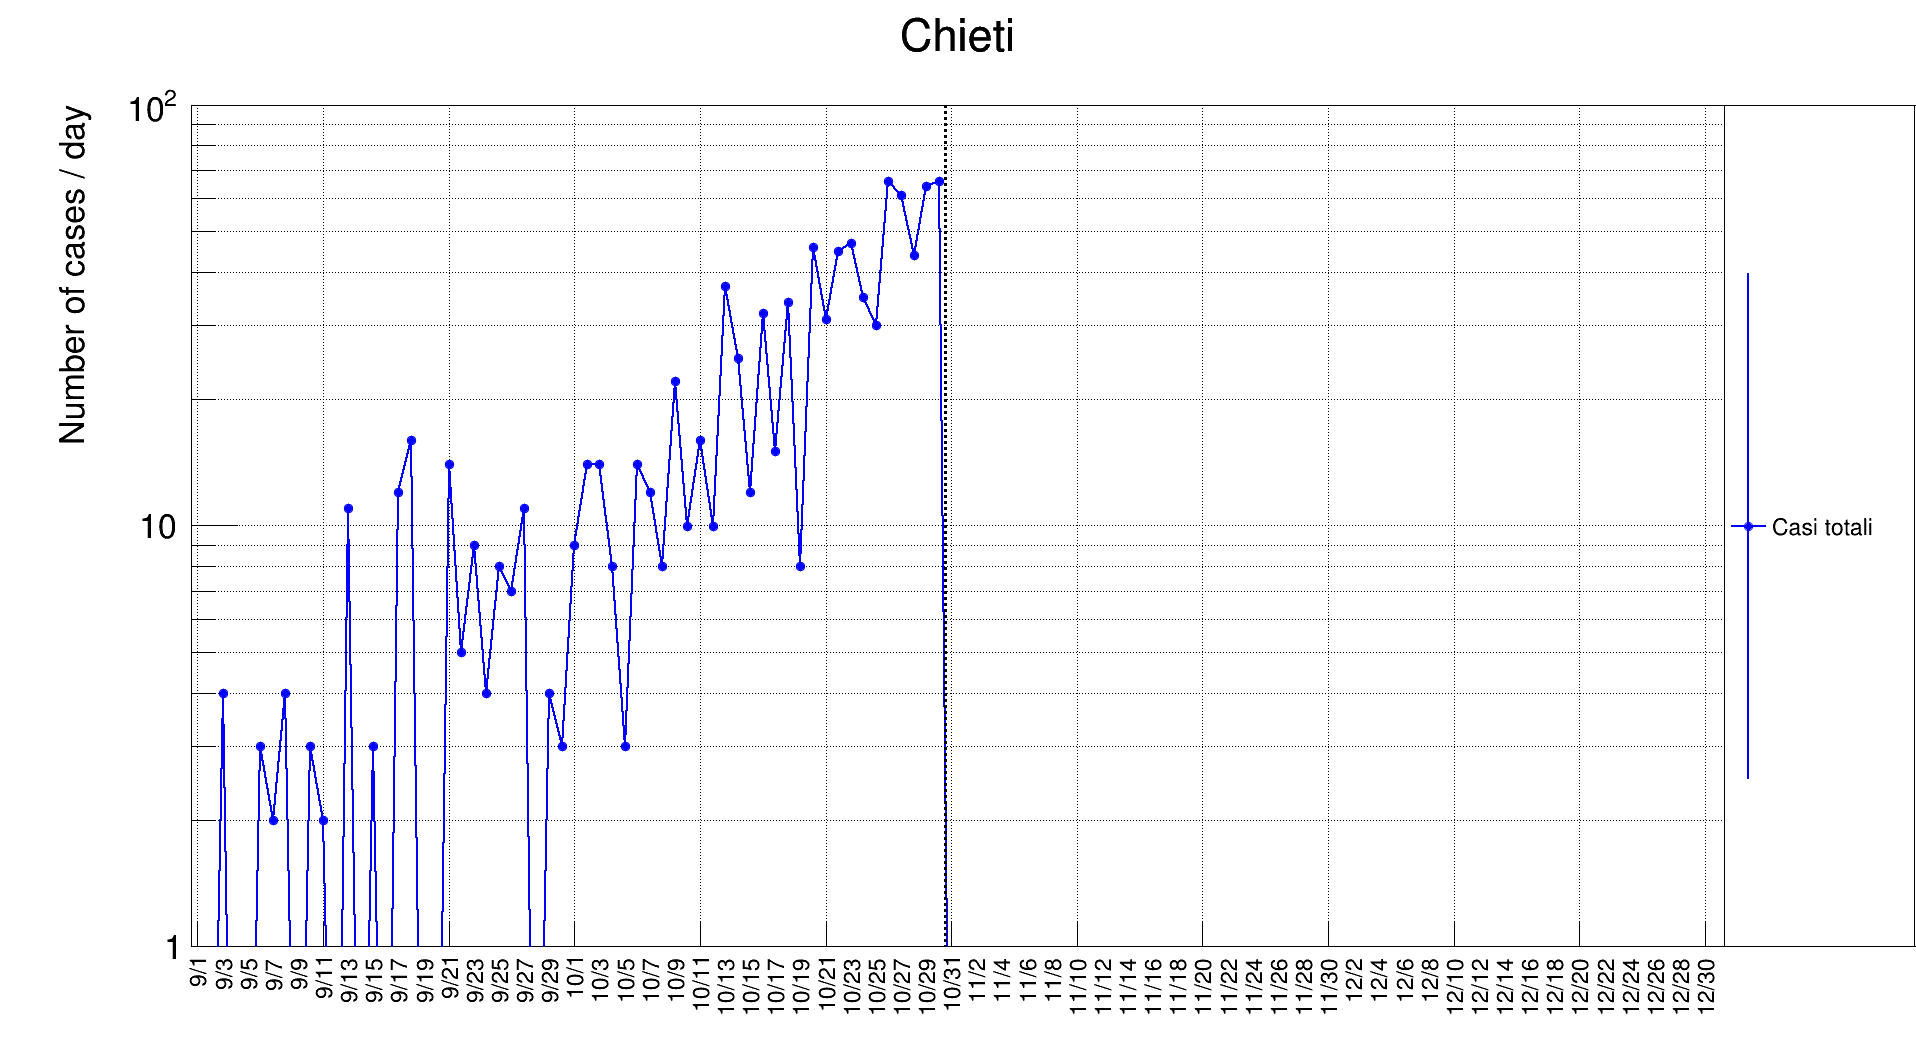 Chieti
Number of cases / day
10²
10
1
9/1 9/3 9/5 9/7 9/9 9/11 9/13 9/15 9/17 9/19 9/21 9/23 9/25 9/27 9/29 10/1 10/3 10/5 10/7 10/9 10/11 10/13 10/15 10/17 10/19 10/21 10/23 10/25 10/27 10/29 10/31 11/2 11/4 11/6 11/8 11/10 11/12 11/14 11/16 11/18 11/20 11/22 11/24 11/26 11/28 11/30 12/2 12/4 12/6 12/8 12/10 12/12 12/14 12/16 12/18 12/20 12/22 12/24 12/26 12/28 12/30
Casi totali